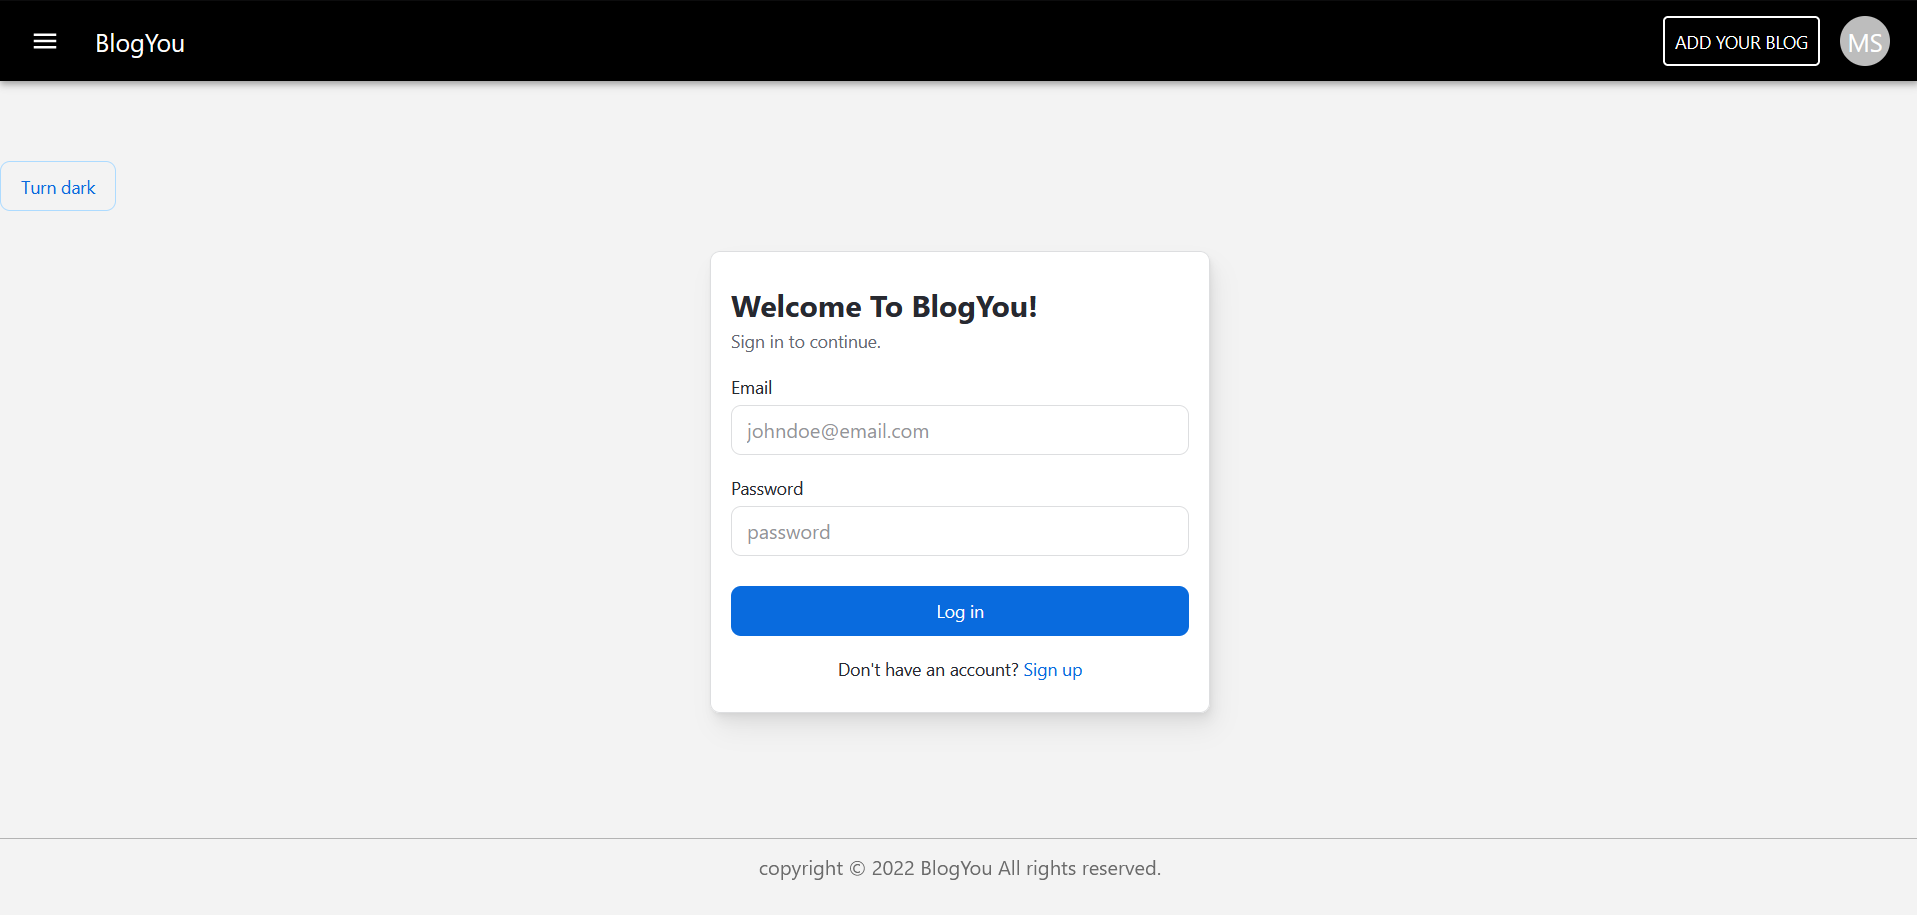 BlogYou
ADD YOUR BLOG
MS
Turn dark
Welcome To BlogYou!
Sign in to continue.
Email
johndoe@email.com
Password
password
Log in
Don't have an account? Sign up
copyright © 2022 BlogYou All rights reserved.